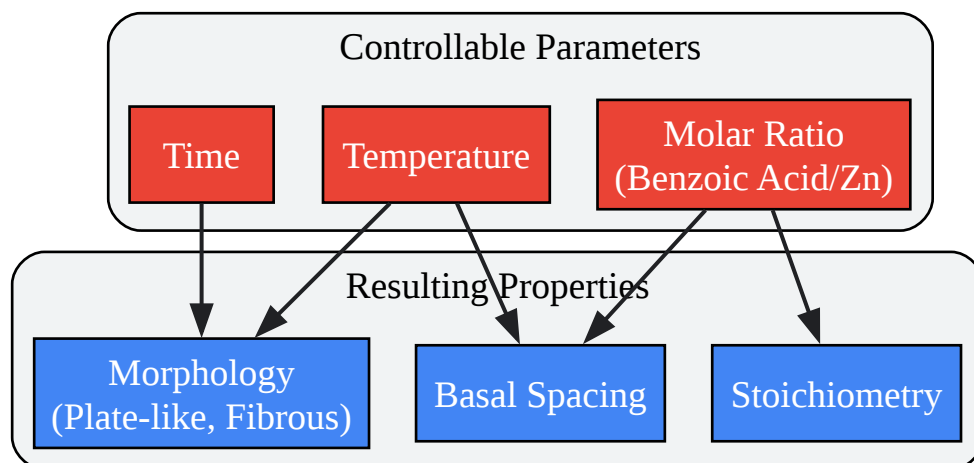 Controllable Parameters
Time
Temperature
Molar Ratio
(Benzoic Acid/Zn)
Resulting Properties
Morphology
(Plate-like, Fibrous)
Basal Spacing
Stoichiometry